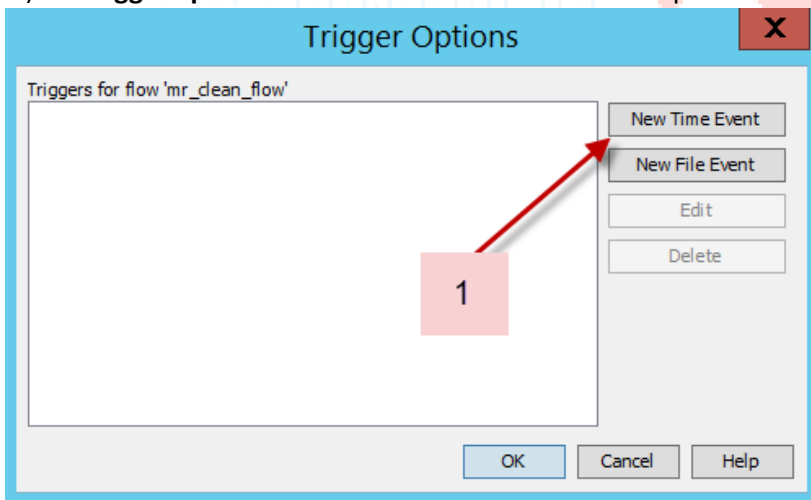 Trigger Options
X
Triggers for flow 'mr_clean_flow'
New Time Event
New File Event
Edit
Delete
1
OK Cancel Help